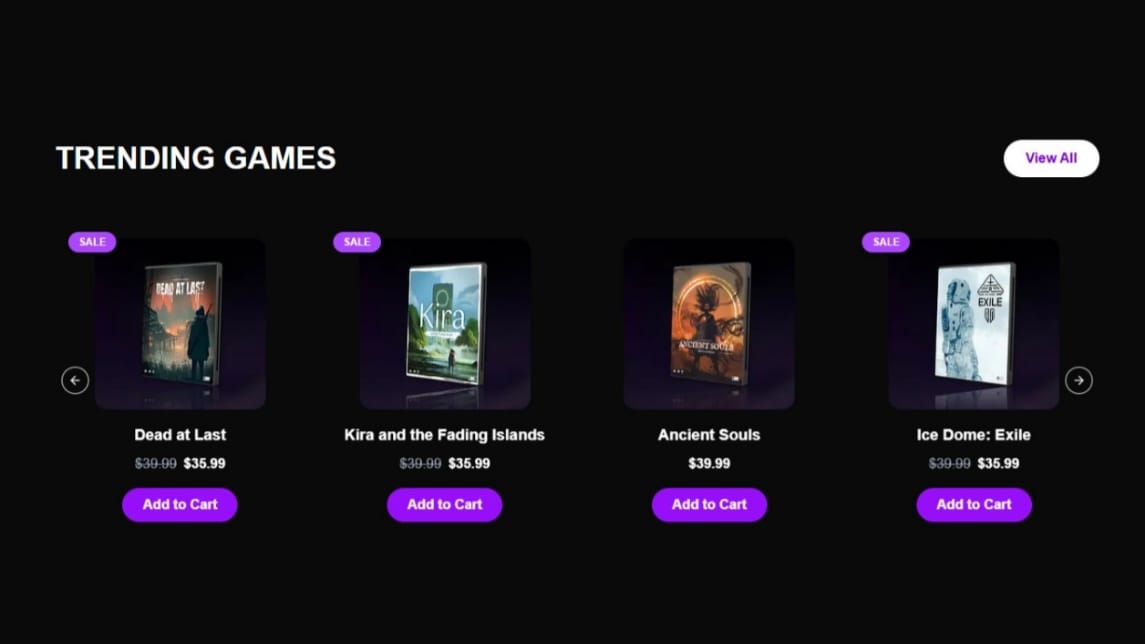 TRENDING GAMES
View All
SALE
SALE
SALE
DEAD AT LAST
Kira
ANCIENT SOULS
EXILE
Dead at Last
Kira and the Fading Islands
Ancient Souls
Ice Dome: Exile
$39.99 $35.99
$39.99 $35.99
$39.99
$39.99 $35.99
Add to Cart
Add to Cart
Add to Cart
Add to Cart